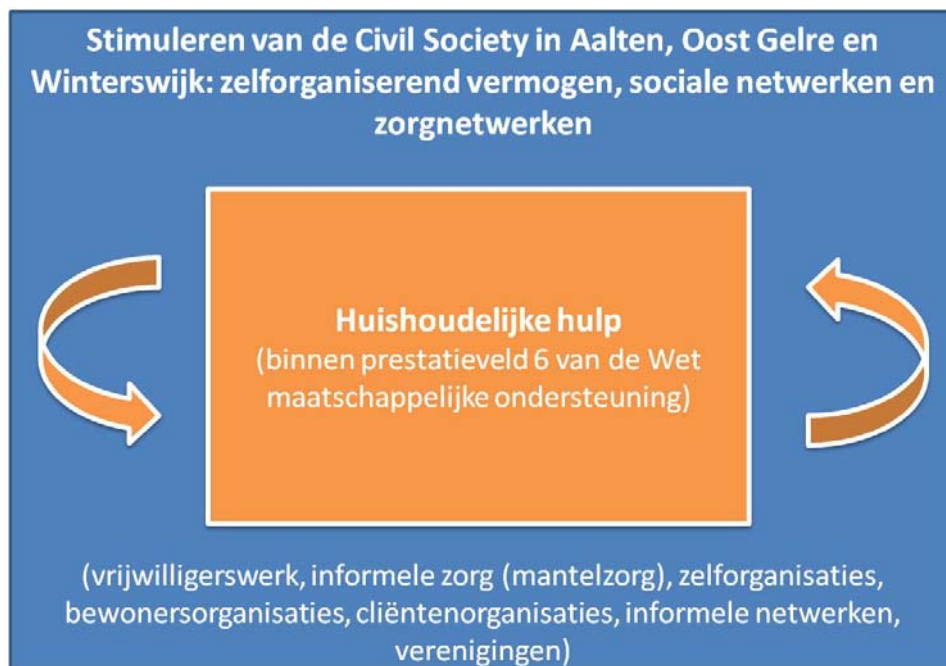 Stimuleren van de Civil Society in Aalten, Oost Gelre en
Winterswijk: zelforganiserend vermogen, sociale netwerken en
zorgnetwerken
Huishoudelijke hulp
(binnen prestatieveld 6 van de Wet
maatschappelijke ondersteuning)
(vrijwilligerswerk, informele zorg (mantelzorg), zelforganisaties,
bewonersorganisaties, cliëntenorganisaties, informele netwerken,
verenigingen)